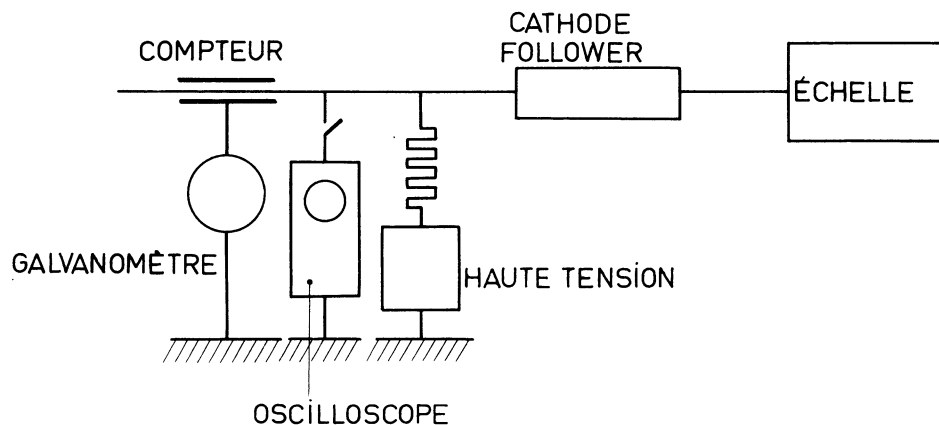 CATHODE
FOLLOWER
COMPTEUR
ÉCHELLE
GALVANOMÈTRE
HAUTE TENSION
OSCILLOSCOPE